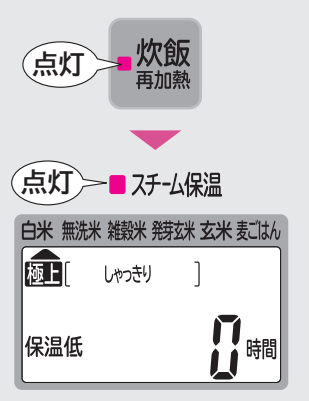 点灯 炊飯
再加熱
点灯 スチーム保温
白米 無洗米 雑穀米 発芽玄米 玄米 麦ごはん
極上[ しゃっきり ]
保温低 0 時間